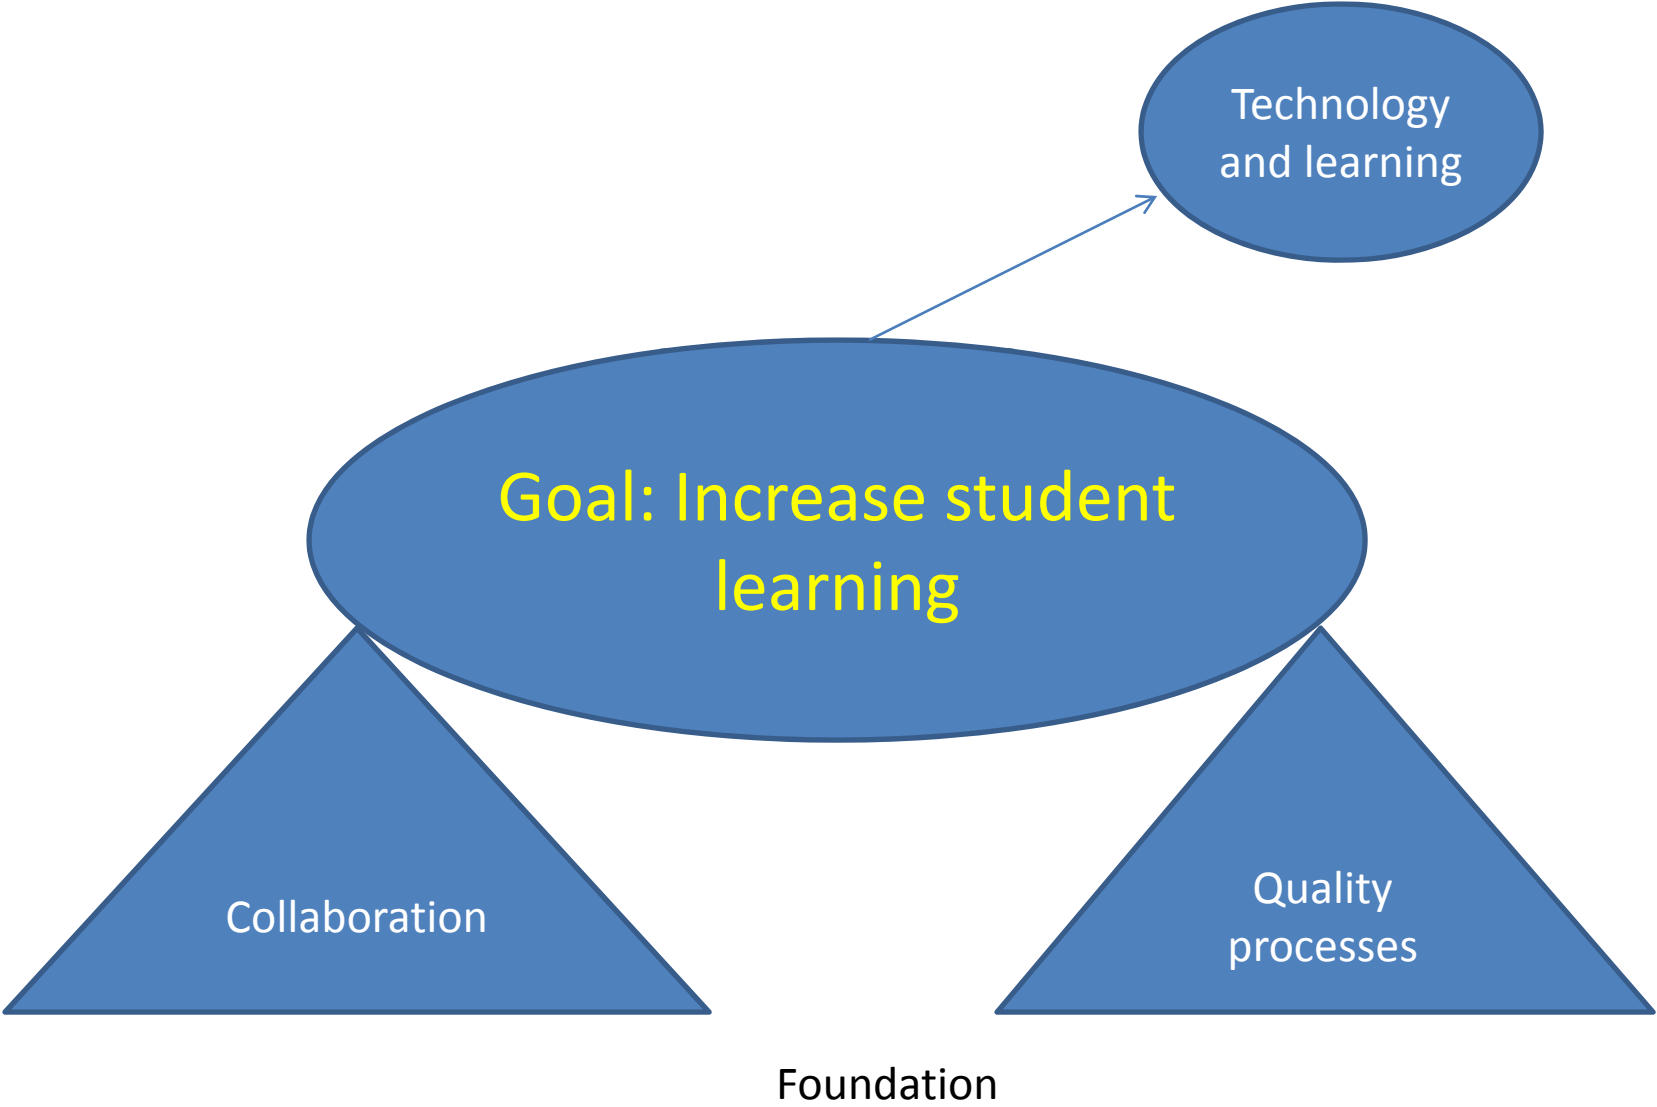 Technology
and learning
Goal: Increase student
learning
Collaboration
Quality
processes
Foundation